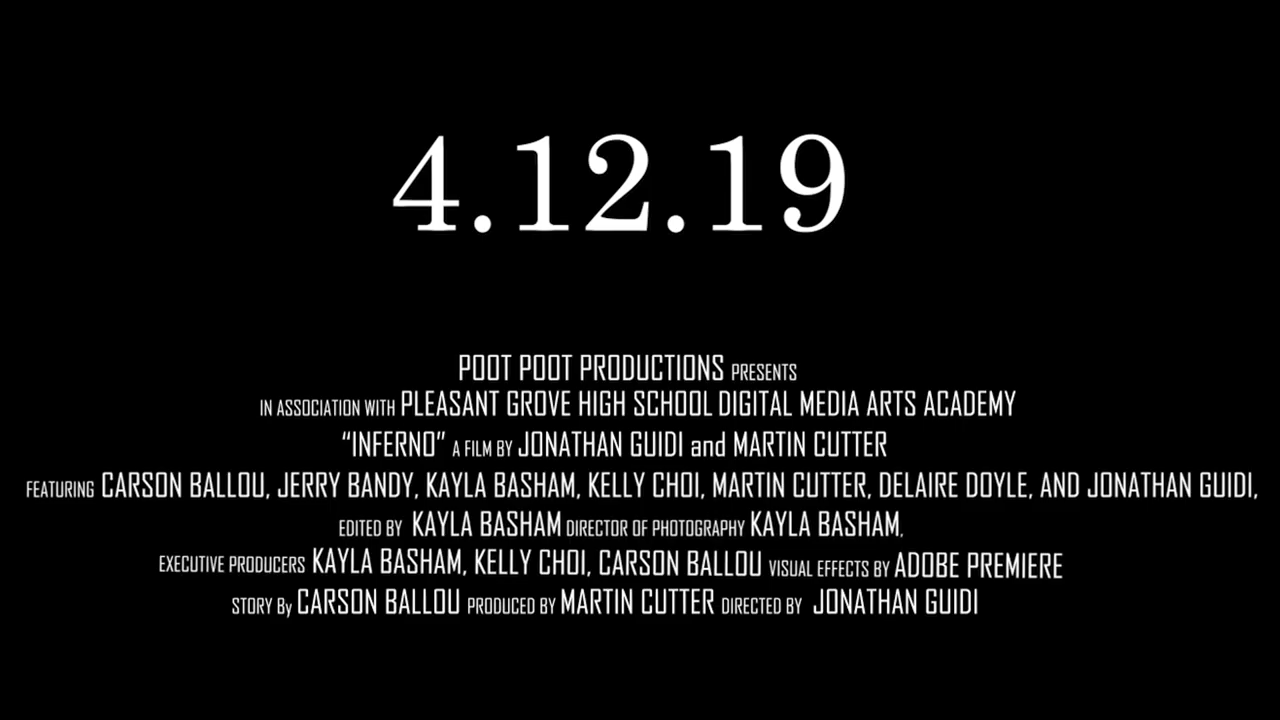 4.12.19
POOT POOT PRODUCTIONS PRESENTS
IN ASSOCIATION WITH PLEASANT GROVE HIGH SCHOOL DIGITAL MEDIA ARTS ACADEMY
“INFERNO” A FILM BY JONATHAN GUIDI and MARTIN CUTTER
FEATURING CARSON BALLOU, JERRY BANDY, KAYLA BASHAM, KELLY CHOI, MARTIN CUTTER, DELAIRE DOYLE, AND JONATHAN GUIDI,
EDITED BY KAYLA BASHAM DIRECTOR OF PHOTOGRAPHY KAYLA BASHAM,
EXECUTIVE PRODUCERS KAYLA BASHAM, KELLY CHOI, CARSON BALLOU VISUAL EFFECTS BY ADOBE PREMIERE
STORY By CARSON BALLOU PRODUCED BY MARTIN CUTTER DIRECTED BY JONATHAN GUIDI